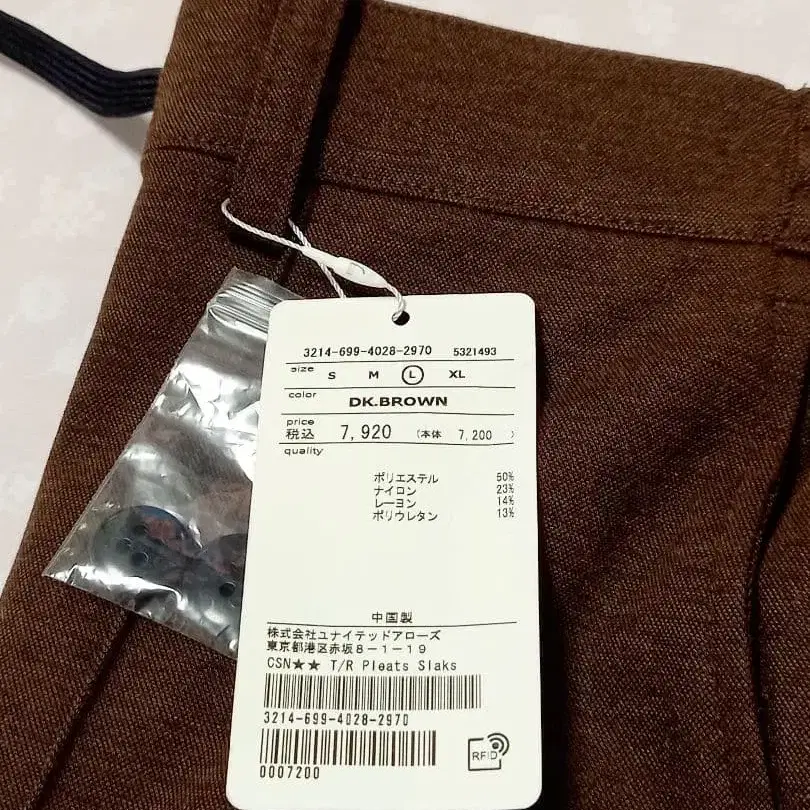 3214-699-4028-2970 5321493
size S M L XL
color DK.BROWN
price
税込 7,920 (本体 7,200 )
quality
ポリエステル 50%
ナイロン 23%
レーヨン 14%
ポリウレタン 13%
中国製
株式会社ユナイテッドアローズ
東京都港区赤坂8-1-19
CSN★★ T/R Pleats Slaks
3214-699-4028-2970
0007200
RFID